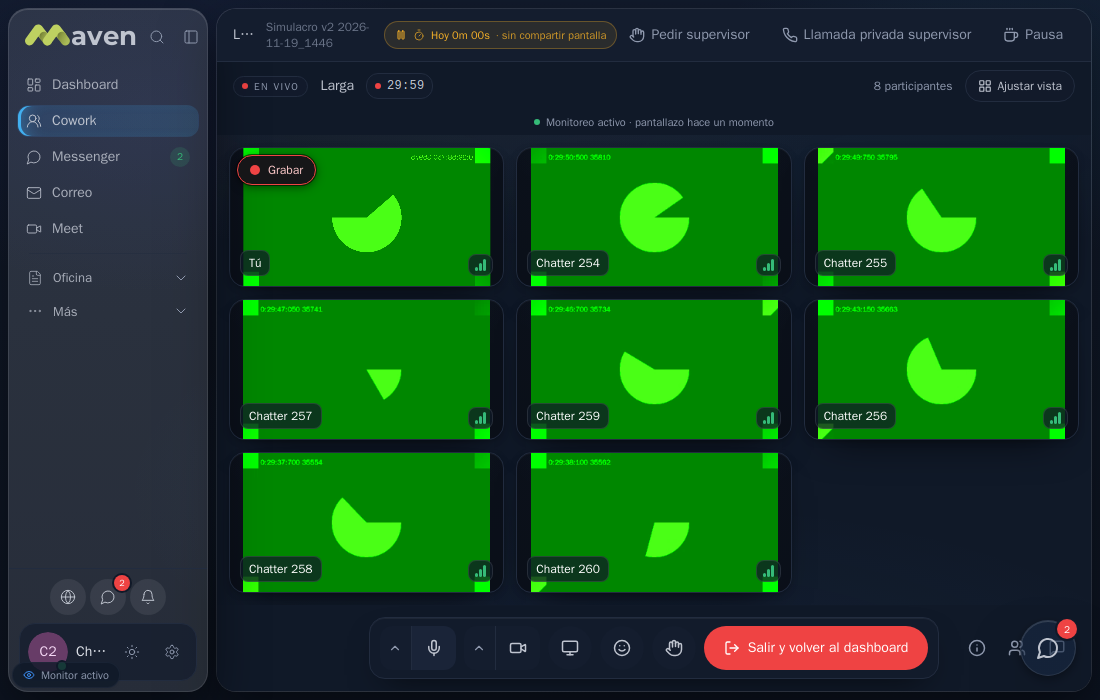 Maven
Dashboard
Cowork
Messenger 2
Correo
Meet
Oficina
Más
2
C2 Ch···
Monitor activo
L··· Simulacro v2 2026-
11-19_1446
Hoy 0m 00s · sin compartir pantalla
Pedir supervisor
Llamada privada supervisor
Pausa
EN VIVO Larga 29:59
8 participantes
Ajustar vista
Monitoreo activo · pantallazo hace un momento
Grabar
Tú
0:29:50:500 35810
Chatter 254
0:29:49:750 35795
Chatter 255
0:29:47:050 35741
Chatter 257
0:29:46:700 35734
Chatter 259
0:29:43:150 35663
Chatter 256
0:29:37:700 35554
Chatter 258
0:29:38:100 35562
Chatter 260
Salir y volver al dashboard
2